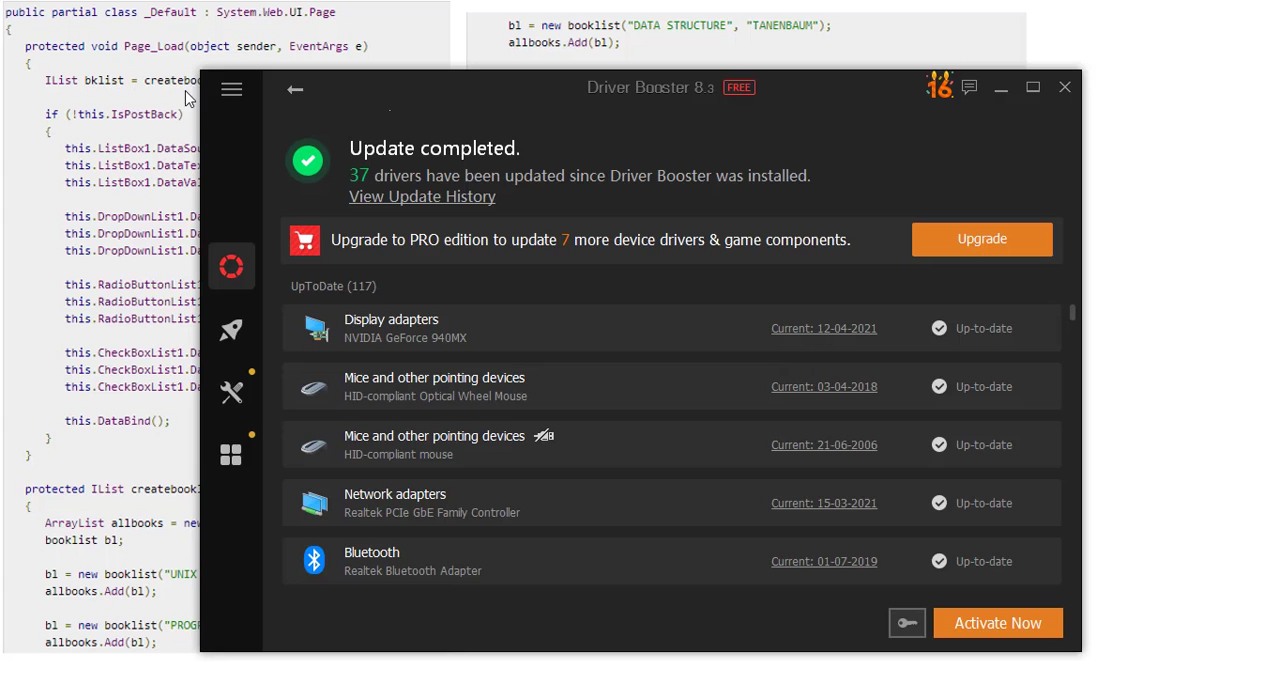 public partial class _Default : System.Web.UI.Page
{
protected void Page_Load(object sender, EventArgs e)
{
IList bklist = createboo
if (!this.IsPostBack)
{
this.ListBox1.DataSou
this.ListBox1.DataTex
this.ListBox1.DataVal
this.DropDownList1.Da
this.DropDownList1.Da
this.DropDownList1.Da
this.RadioButtonList1
this.RadioButtonList1
this.RadioButtonList1
this.CheckBoxList1.Da
this.CheckBoxList1.Da
this.CheckBoxList1.Da
this.DataBind();
}
}
protected IList createbookl
{
ArrayList allbooks = new
booklist bl;
bl = new booklist("UNIX
allbooks.Add(bl);
bl = new booklist("PROGR
allbooks.Add(bl);
bl = new booklist("DATA STRUCTURE", "TANENBAUM");
allbooks.Add(bl);
Driver Booster 8.3 FREE
16
Update completed.
37 drivers have been updated since Driver Booster was installed.
View Update History
Upgrade to PRO edition to update 7 more device drivers & game components.
Upgrade
UpToDate (117)
Display adapters
NVIDIA GeForce 940MX
Current: 12-04-2021
Up-to-date
Mice and other pointing devices
HID-compliant Optical Wheel Mouse
Current: 03-04-2018
Up-to-date
Mice and other pointing devices
HID-compliant mouse
Current: 21-06-2006
Up-to-date
Network adapters
Realtek PCIe GbE Family Controller
Current: 15-03-2021
Up-to-date
Bluetooth
Realtek Bluetooth Adapter
Current: 01-07-2019
Up-to-date
Activate Now